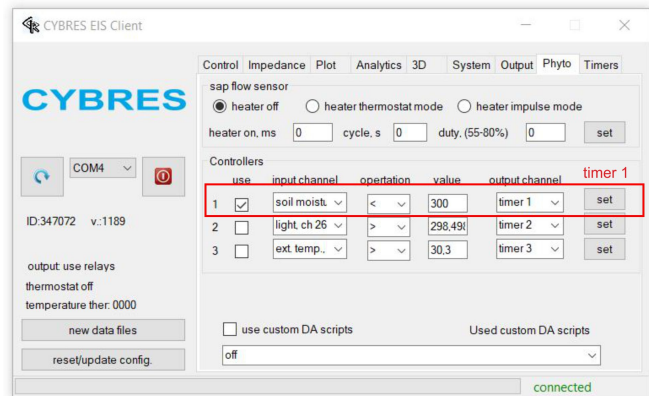 CYBRES EIS Client
Control Impedance Plot Analytics 3D System Output Phyto Timers
CYBRES
sap flow sensor
heater off heater thermostat mode heater impulse mode
heater on, ms 0 cycle, s 0 duty, (55-80%) 0 set
COM4
Controllers
use input channel opertation value output channel timer 1
1 soil moistu < 300 timer 1 set
ID:347072 v.:1189
2 light, ch 26 > 298,498 timer 2 set
3 ext. temp., > 30,3 timer 3 set
output: use relays
thermostat off
temperature ther: 0000
new data files
use custom DA scripts Used custom DA scripts
reset/update config.
off
connected